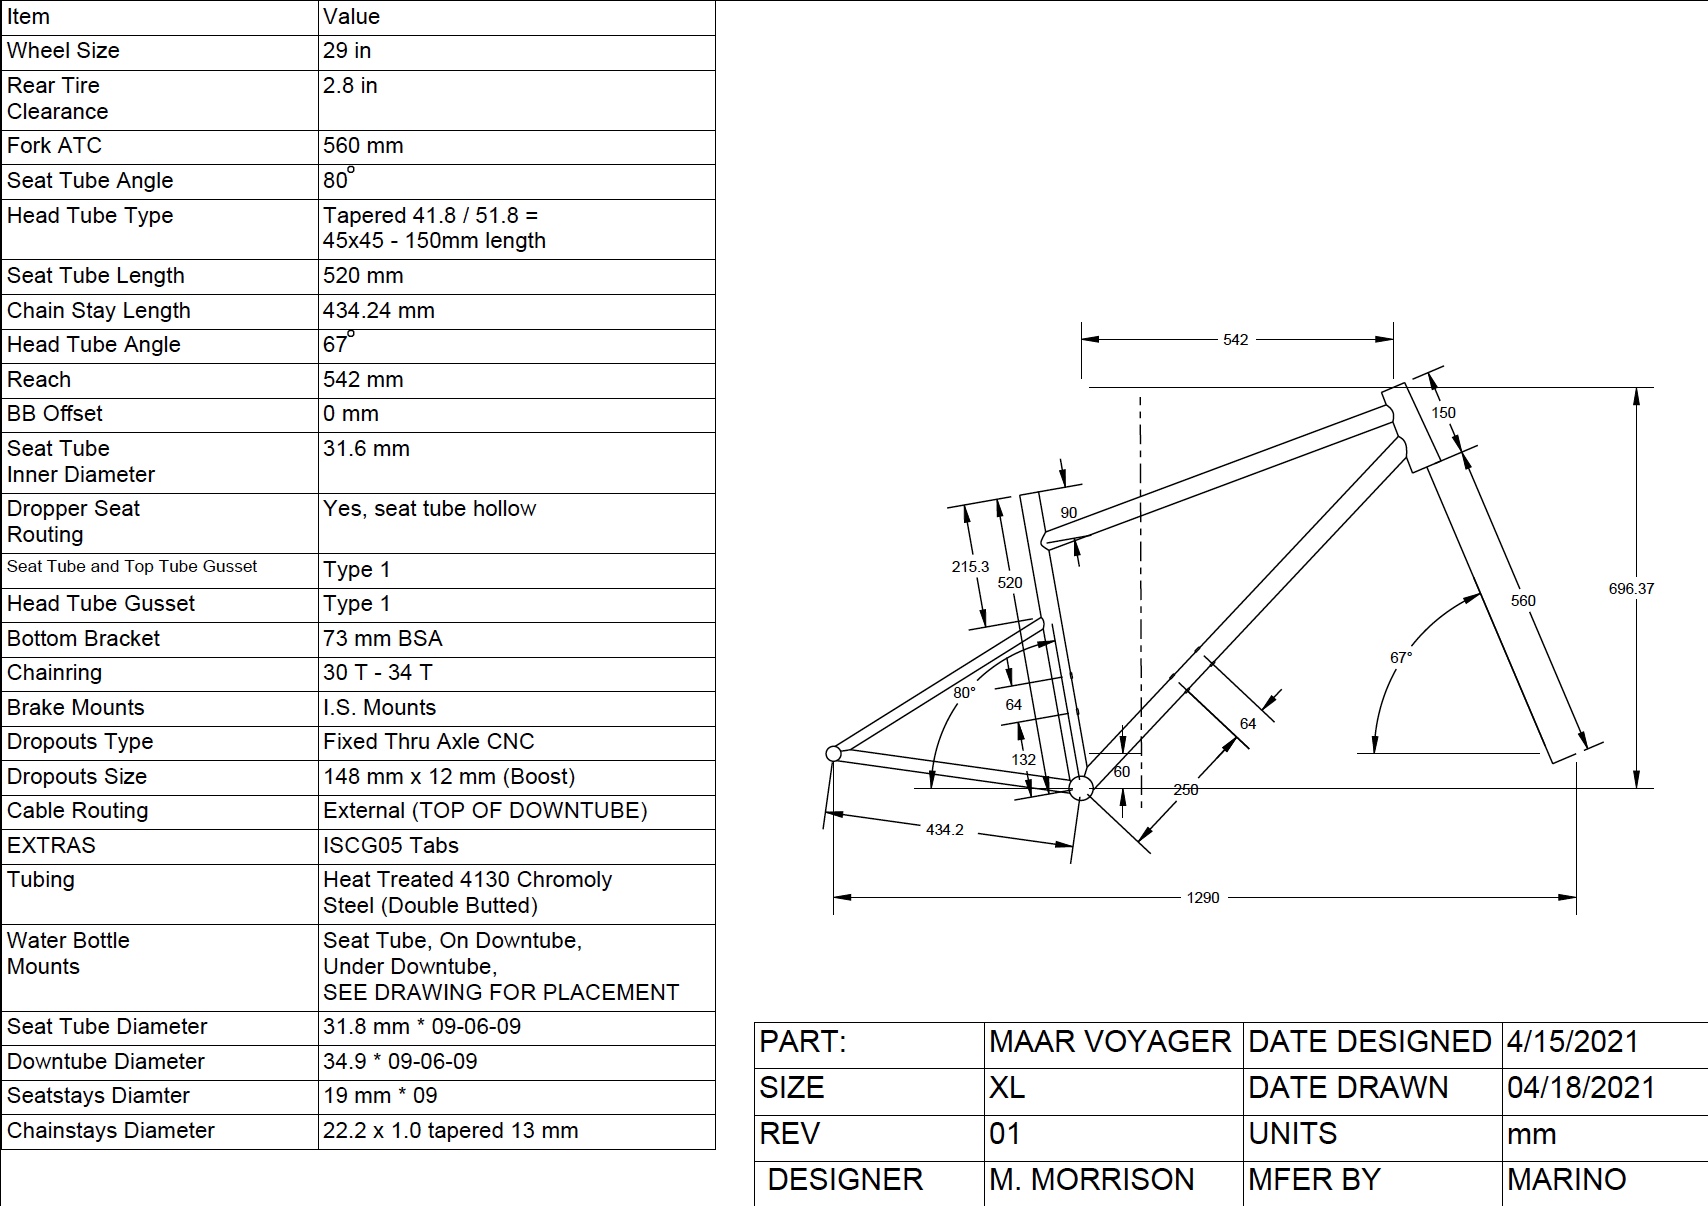 Item Value
Wheel Size 29 in
Rear Tire 2.8 in
Clearance
Fork ATC 560 mm
Seat Tube Angle 80°
Head Tube Type Tapered 41.8 / 51.8 =
45x45 - 150mm length
Seat Tube Length 520 mm
Chain Stay Length 434.24 mm
Head Tube Angle 67°
Reach 542 mm
BB Offset 0 mm
Seat Tube 31.6 mm
Inner Diameter
Dropper Seat Yes, seat tube hollow
Routing
Seat Tube and Top Tube Gusset Type 1
Head Tube Gusset Type 1
Bottom Bracket 73 mm BSA
Chainring 30 T - 34 T
Brake Mounts I.S. Mounts
Dropouts Type Fixed Thru Axle CNC
Dropouts Size 148 mm x 12 mm (Boost)
Cable Routing External (TOP OF DOWNTUBE)
EXTRAS ISCG05 Tabs
Tubing Heat Treated 4130 Chromoly
Steel (Double Butted)
Water Bottle Seat Tube, On Downtube,
Mounts Under Downtube,
SEE DRAWING FOR PLACEMENT
Seat Tube Diameter 31.8 mm * 09-06-09
Downtube Diameter 34.9 * 09-06-09
Seatstays Diamter 19 mm * 09
Chainstays Diameter 22.2 x 1.0 tapered 13 mm
542
150
90
215.3
520
696.37
560
67°
80°
64
64
132
60
250
434.2
1290
PART: MAAR VOYAGER DATE DESIGNED 4/15/2021
SIZE XL DATE DRAWN 04/18/2021
REV 01 UNITS mm
DESIGNER M. MORRISON MFER BY MARINO